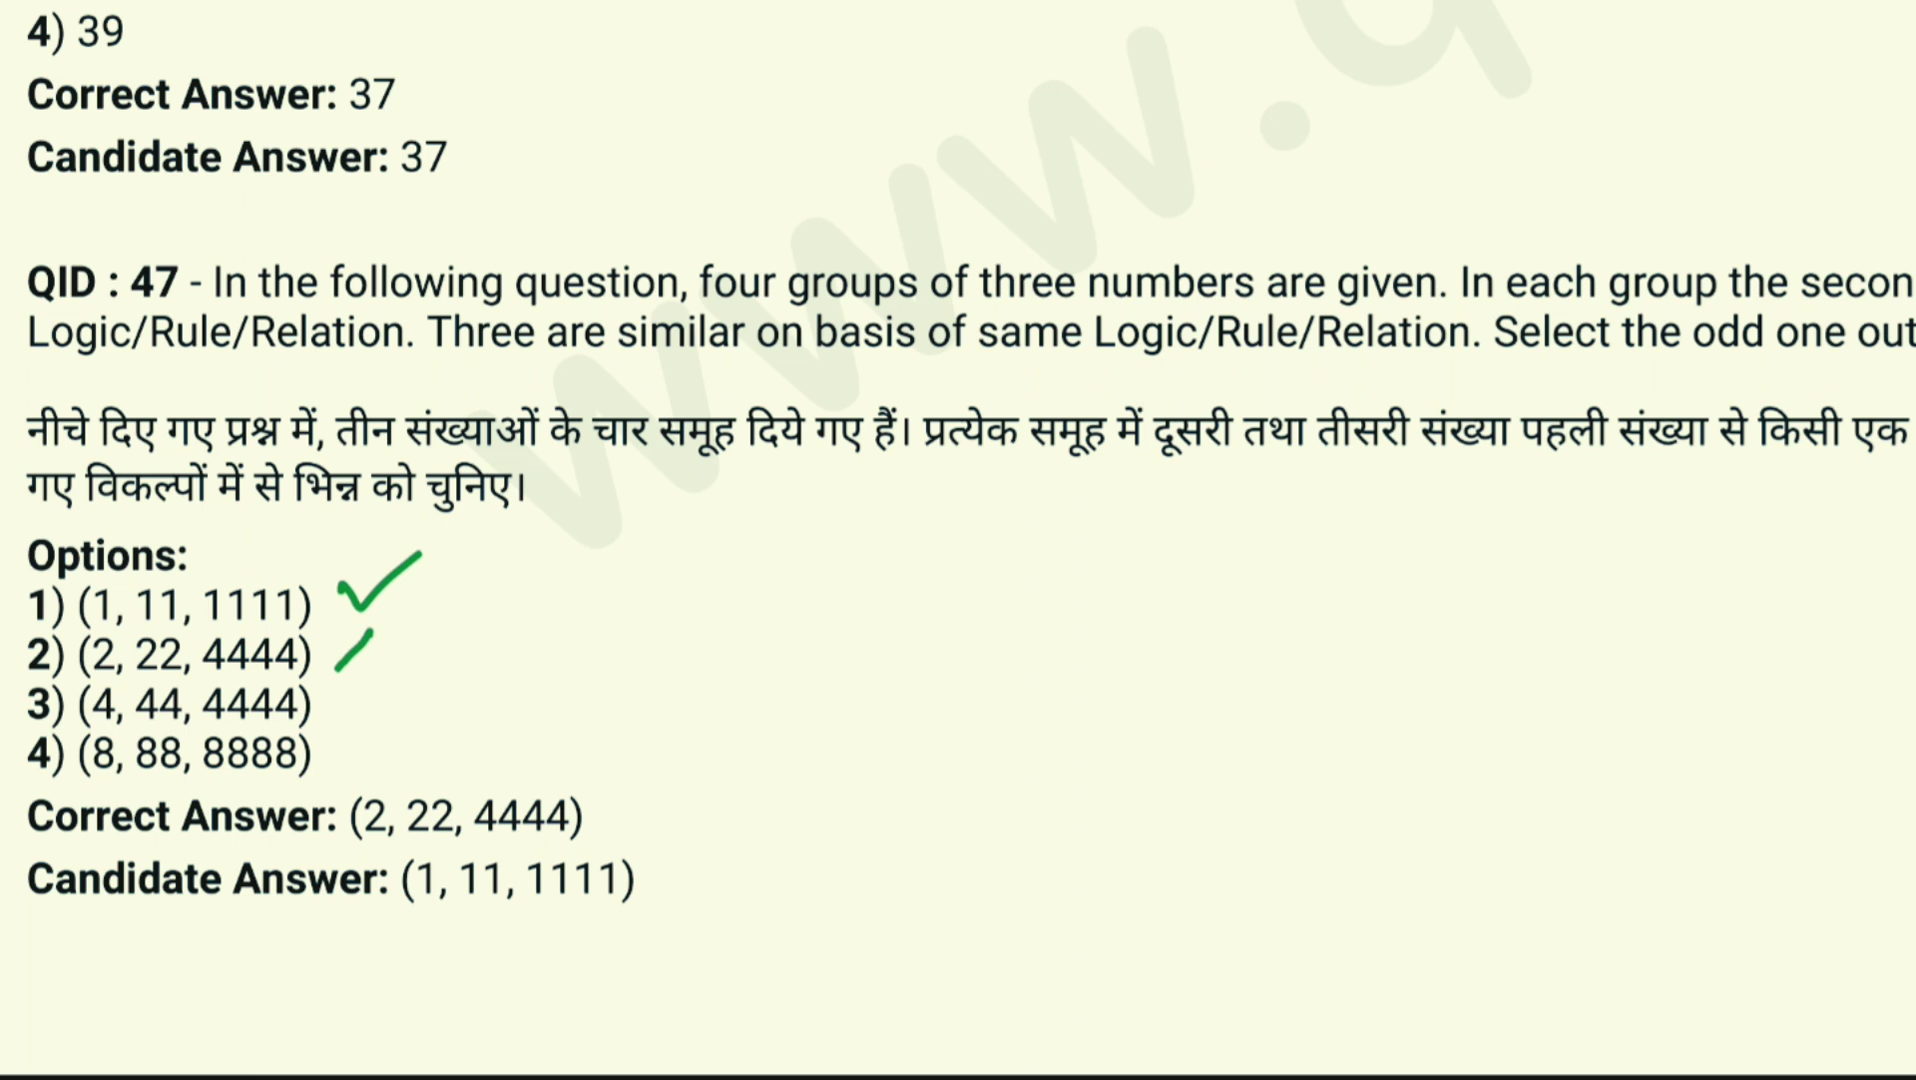 4) 39
Correct Answer: 37
Candidate Answer: 37
www.q
QID : 47 - In the following question, four groups of three numbers are given. In each group the secon
Logic/Rule/Relation. Three are similar on basis of same Logic/Rule/Relation. Select the odd one out
नीचे दिए गए प्रश्न में, तीन संख्याओं के चार समूह दिये गए हैं। प्रत्येक समूह में दूसरी तथा तीसरी संख्या पहली संख्या से किसी एक
गए विकल्पों में से भिन्न को चुनिए।
Options:
1) (1, 11, 1111)
2) (2, 22, 4444)
3) (4, 44, 4444)
4) (8, 88, 8888)
Correct Answer: (2, 22, 4444)
Candidate Answer: (1, 11, 1111)